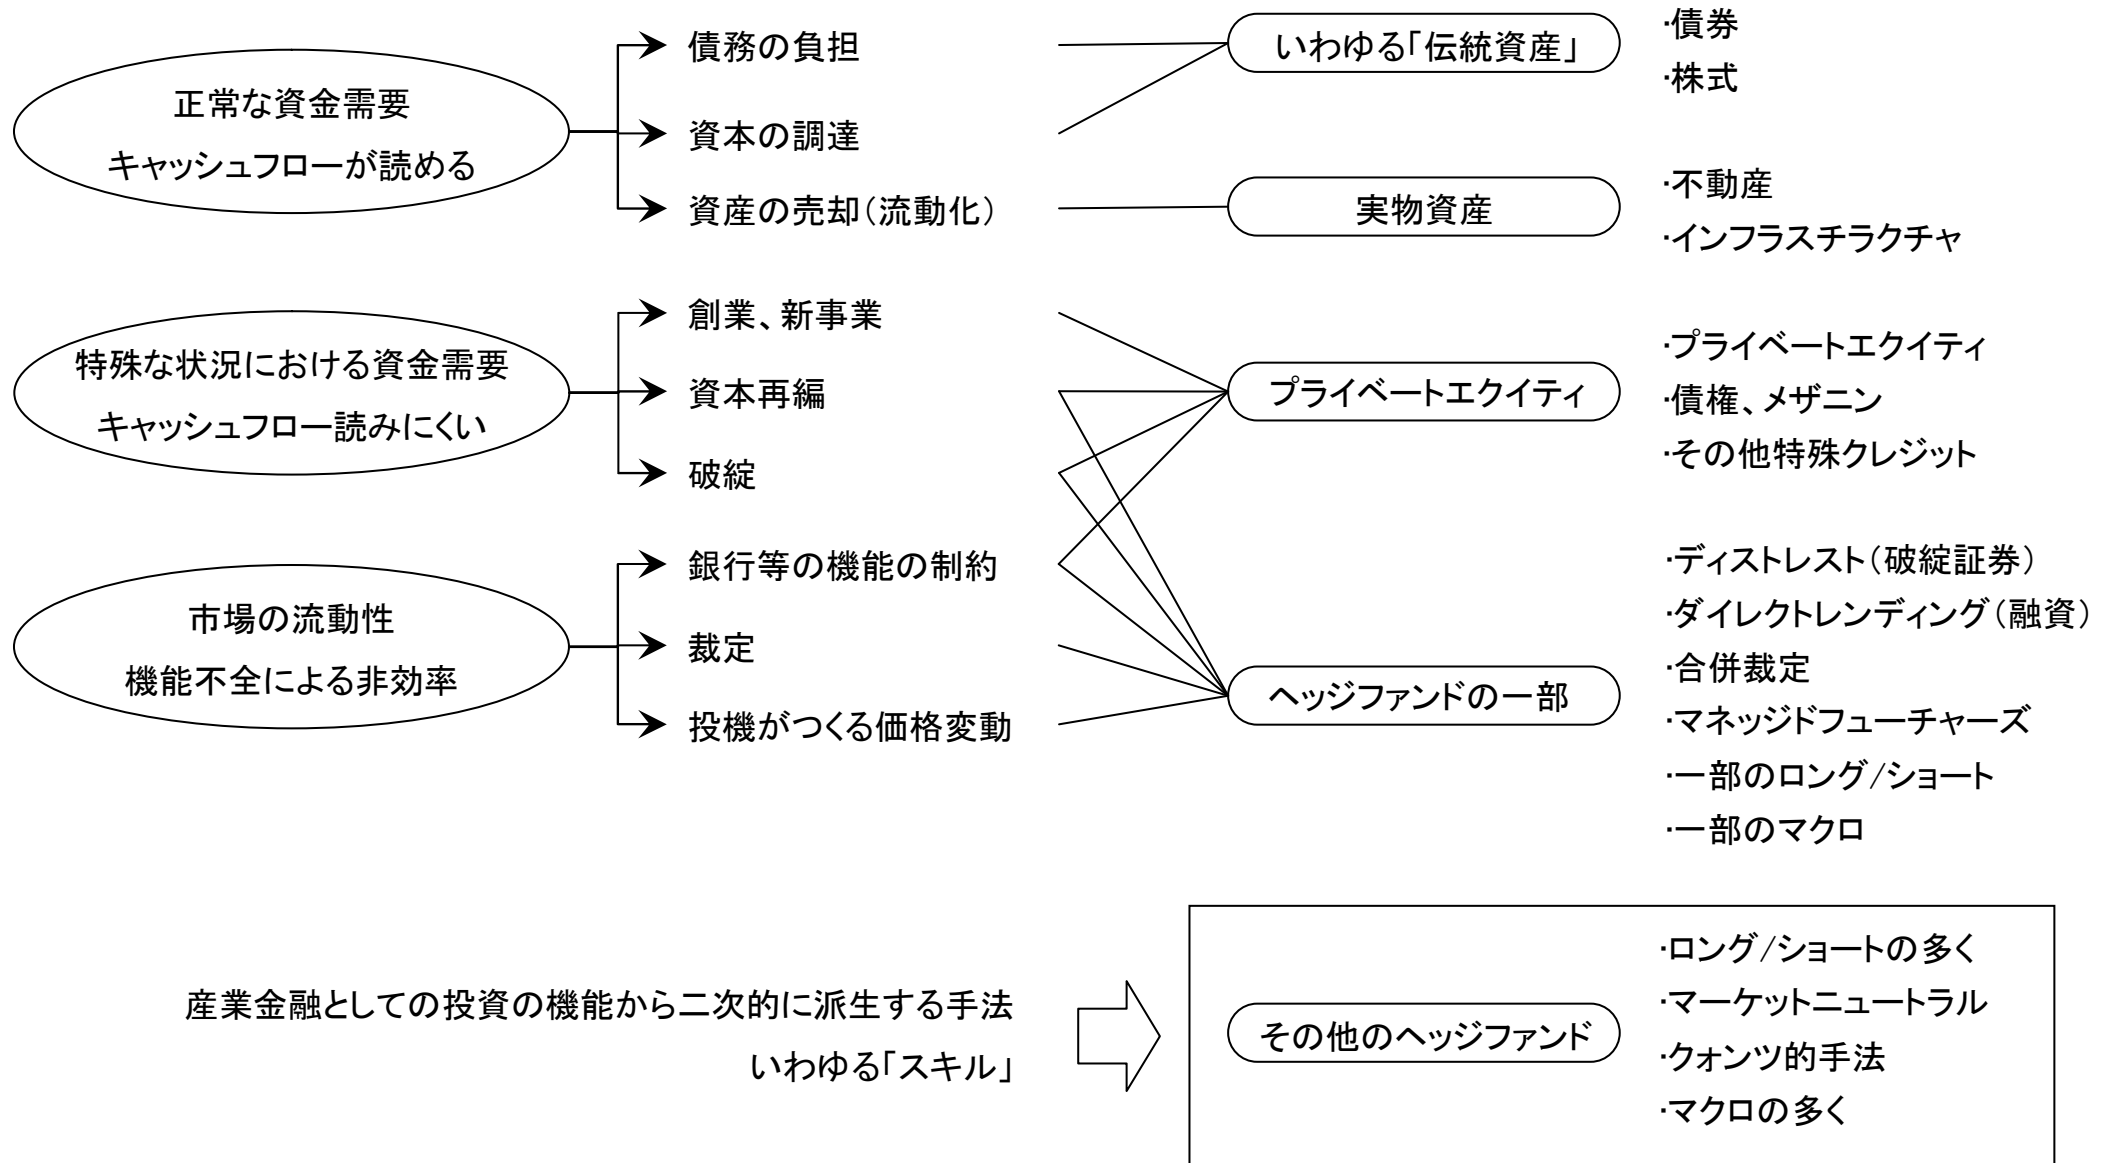 正常な資金需要
キャッシュフローが読める
債務の負担
資本の調達
資産の売却（流動化）
いわゆる「伝統資産」
・債券
・株式
実物資産
・不動産
・インフラスチラクチャ
特殊な状況における資金需要
キャッシュフロー読みにくい
創業、新事業
資本再編
破綻
プライベートエクイティ
・プライベートエクイティ
・債権、メザニン
・その他特殊クレジット
市場の流動性
機能不全による非効率
銀行等の機能の制約
裁定
投機がつくる価格変動
ヘッジファンドの一部
・ディストレスト（破綻証券）
・ダイレクトレンディング（融資）
・合併裁定
・マネッジドフューチャーズ
・一部のロング/ショート
・一部のマクロ
産業金融としての投資の機能から二次的に派生する手法
いわゆる「スキル」
その他のヘッジファンド
・ロング/ショートの多く
・マーケットニュートラル
・クォンツ的手法
・マクロの多く